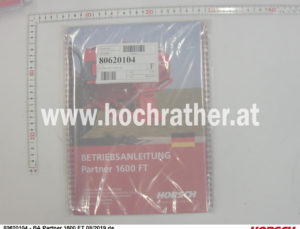 80620104
F
www.hochrather.at
BETRIEBSANLEITUNG
Partner 1600 FT
HORSCH
80620104 - BA Partner 1600 FT 08/2019 de
HORSCH